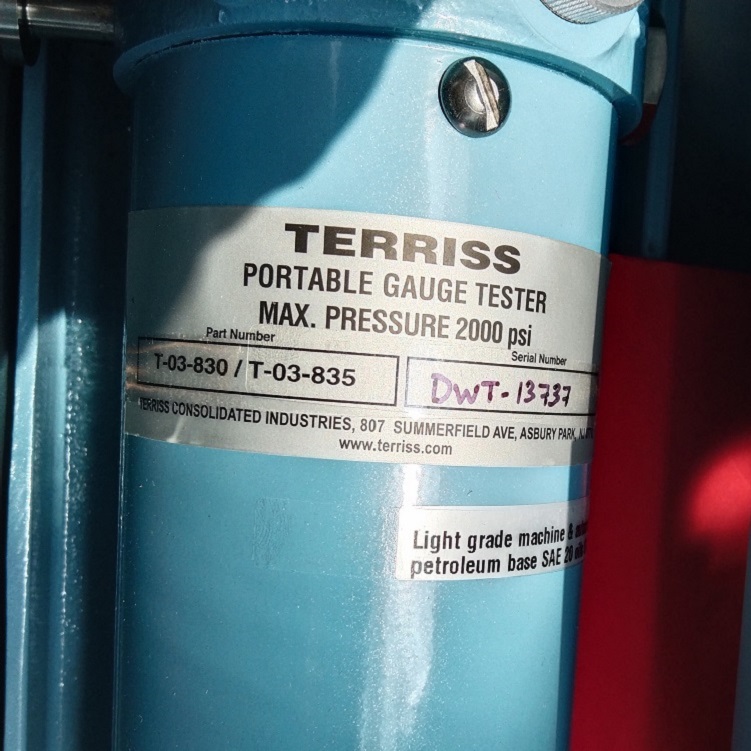 TERRISS
PORTABLE GAUGE TESTER
MAX. PRESSURE 2000 psi
Part Number
T-03-830 / T-03-835
Serial Number
DWT-13737
TERRISS CONSOLIDATED INDUSTRIES, 807 SUMMERFIELD AVE, ASBURY PARK,
www.terriss.com
Light grade machine &
petroleum base SAE 20